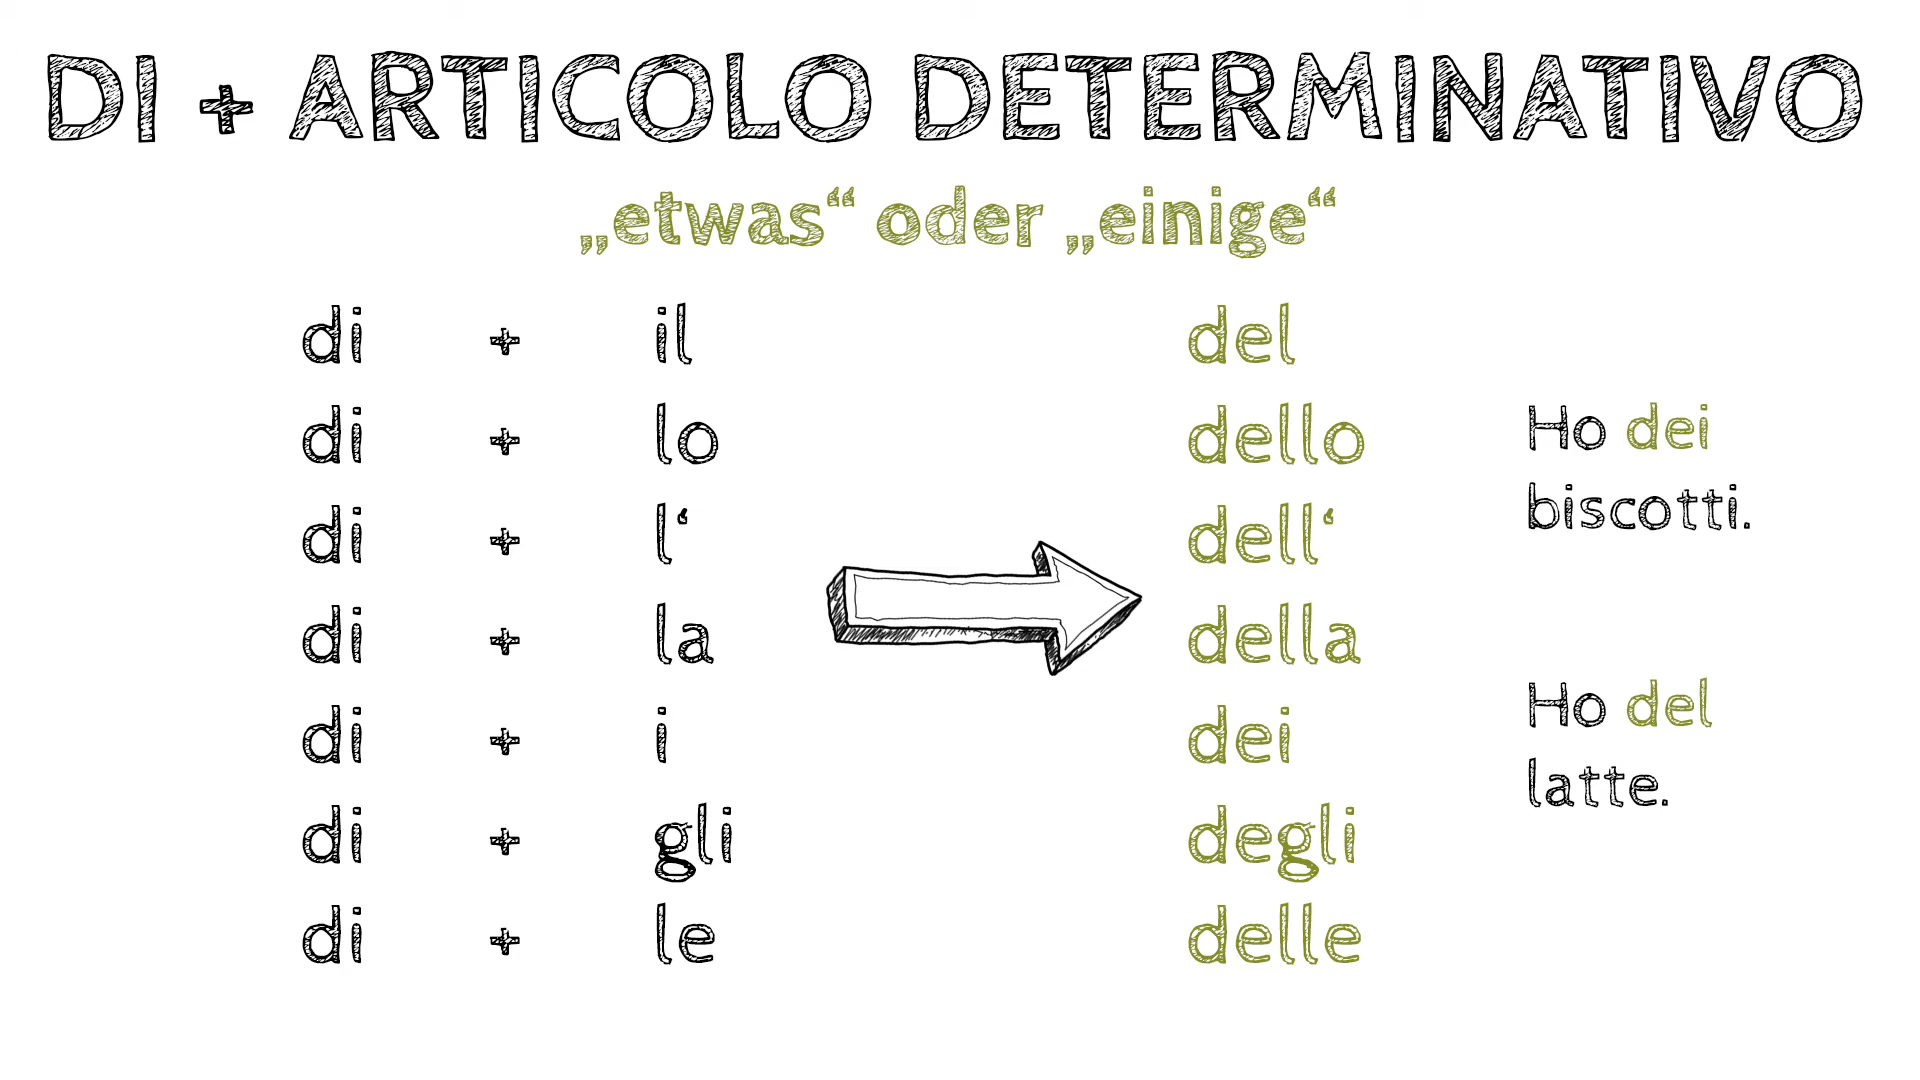 DI + ARTICOLO DETERMINATIVO
„etwas“ oder „einige“
di + il del
di + lo dello
di + l‘ dell‘
di + la della
di + i dei
di + gli degli
di + le delle
Ho dei
biscotti.
Ho del
latte.